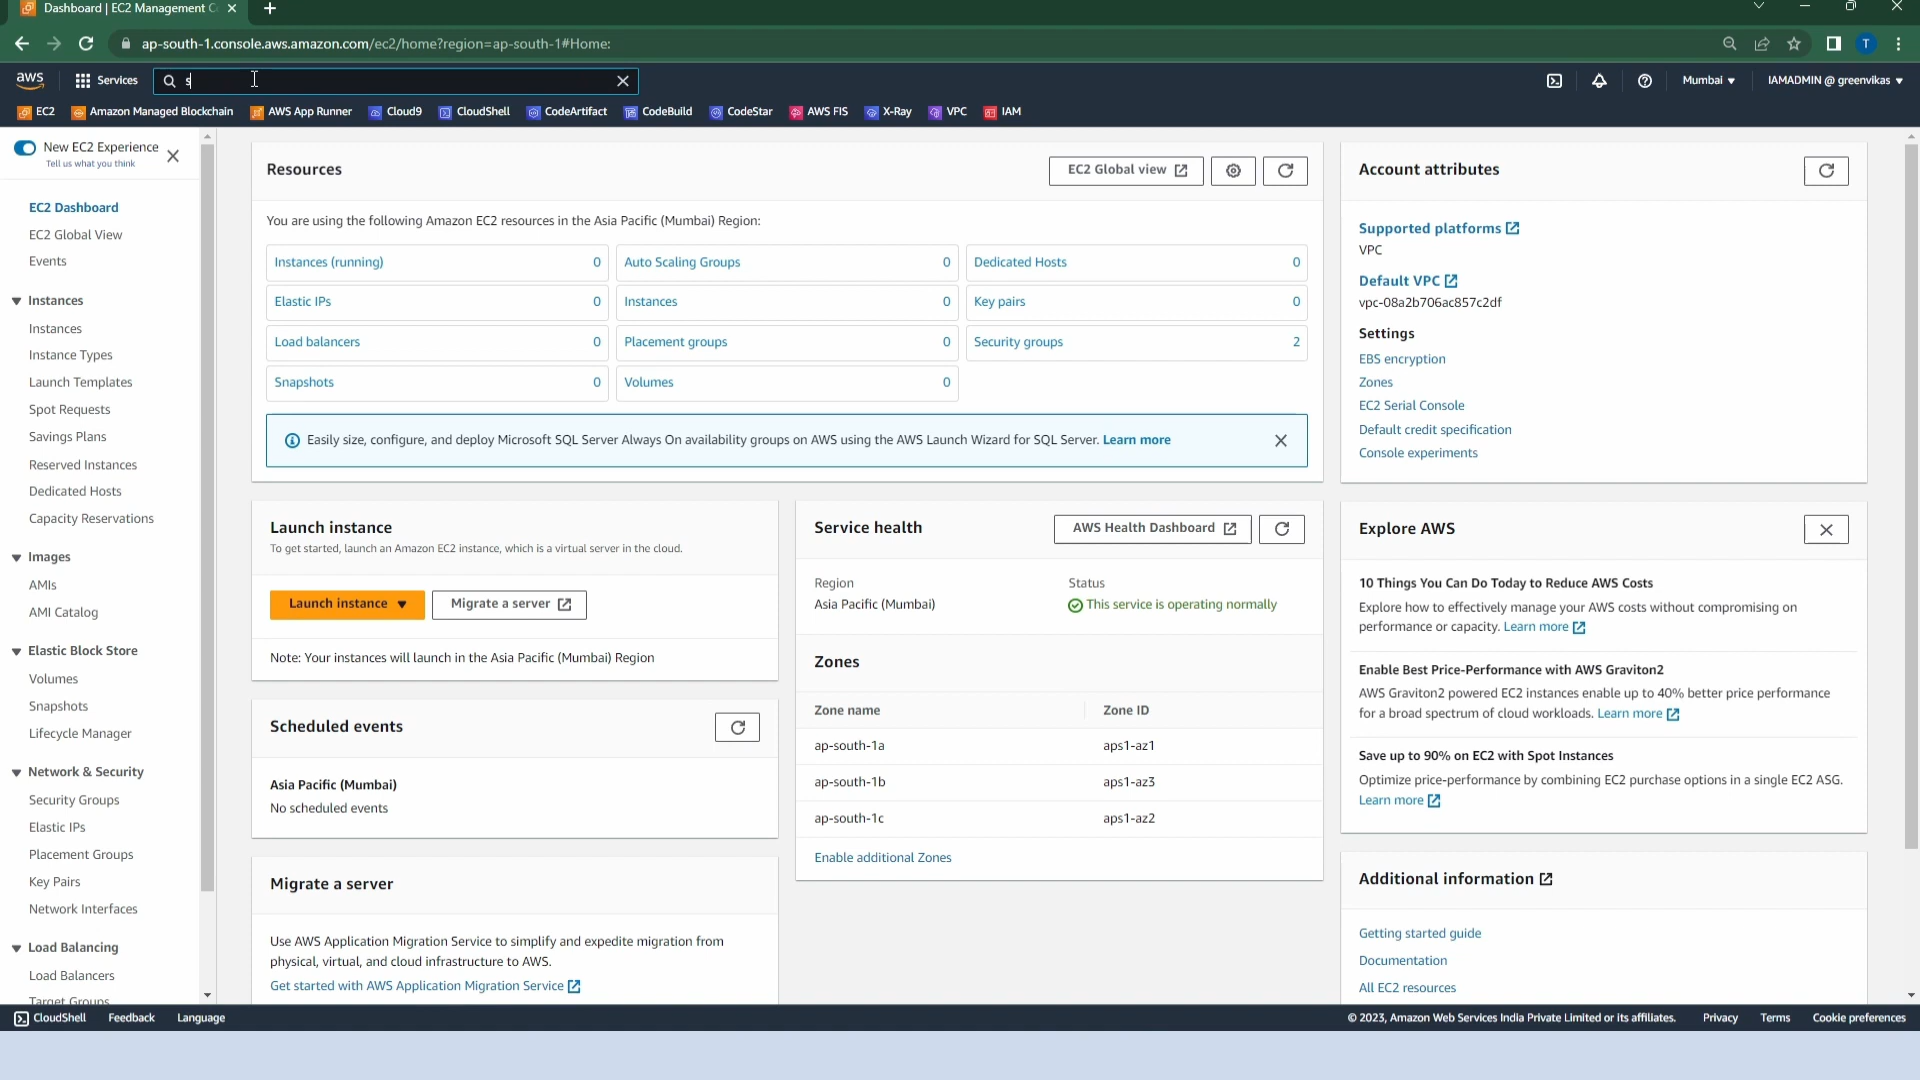 Dashboard | EC2 Management C
ap-south-1.console.aws.amazon.com/ec2/home?region=ap-south-1#Home:
T
aws
Services
s
Mumbai
IAMADMIN @ greenvikas
EC2
Amazon Managed Blockchain
AWS App Runner
Cloud9
CloudShell
CodeArtifact
CodeBuild
CodeStar
AWS FIS
X-Ray
VPC
IAM
New EC2 Experience
Tell us what you think
EC2 Dashboard
EC2 Global View
Events
Instances
Instances
Instance Types
Launch Templates
Spot Requests
Savings Plans
Reserved Instances
Dedicated Hosts
Capacity Reservations
Images
AMIs
AMI Catalog
Elastic Block Store
Volumes
Snapshots
Lifecycle Manager
Network & Security
Security Groups
Elastic IPs
Placement Groups
Key Pairs
Network Interfaces
Load Balancing
Load Balancers
Target Groups
Resources
EC2 Global view
You are using the following Amazon EC2 resources in the Asia Pacific (Mumbai) Region:
Instances (running) 0
Auto Scaling Groups 0
Dedicated Hosts 0
Elastic IPs 0
Instances 0
Key pairs 0
Load balancers 0
Placement groups 0
Security groups 2
Snapshots 0
Volumes 0
Easily size, configure, and deploy Microsoft SQL Server Always On availability groups on AWS using the AWS Launch Wizard for SQL Server. Learn more
Launch instance
To get started, launch an Amazon EC2 instance, which is a virtual server in the cloud.
Launch instance
Migrate a server
Note: Your instances will launch in the Asia Pacific (Mumbai) Region
Scheduled events
Asia Pacific (Mumbai)
No scheduled events
Migrate a server
Use AWS Application Migration Service to simplify and expedite migration from
physical, virtual, and cloud infrastructure to AWS.
Get started with AWS Application Migration Service
Service health
AWS Health Dashboard
Region
Asia Pacific (Mumbai)
Status
This service is operating normally
Zones
Zone name Zone ID
ap-south-1a aps1-az1
ap-south-1b aps1-az3
ap-south-1c aps1-az2
Enable additional Zones
Account attributes
Supported platforms
VPC
Default VPC
vpc-08a2b706ac857c2df
Settings
EBS encryption
Zones
EC2 Serial Console
Default credit specification
Console experiments
Explore AWS
10 Things You Can Do Today to Reduce AWS Costs
Explore how to effectively manage your AWS costs without compromising on
performance or capacity. Learn more
Enable Best Price-Performance with AWS Graviton2
AWS Graviton2 powered EC2 instances enable up to 40% better price performance
for a broad spectrum of cloud workloads. Learn more
Save up to 90% on EC2 with Spot Instances
Optimize price-performance by combining EC2 purchase options in a single EC2 ASG.
Learn more
Additional information
Getting started guide
Documentation
All EC2 resources
CloudShell
Feedback
Language
© 2023, Amazon Web Services India Private Limited or its affiliates.
Privacy
Terms
Cookie preferences